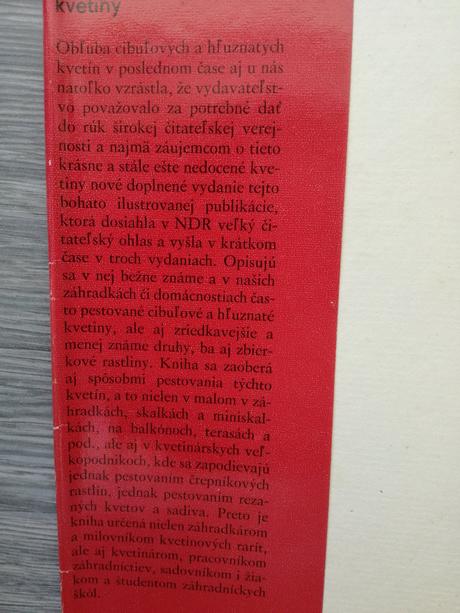 kvetiny
Obľuba cibuľových a hľuznatých
kvetín v poslednom čase aj u nás
natoľko vzrástla, že vydavateľst-
vo považovalo za potrebné dať
do rúk širokej čitateľskej verej-
nosti a najmä záujemcom o tieto
krásne a stále ešte nedocené kve-
tiny nové doplnené vydanie tejto
bohato ilustrovanej publikácie,
ktorá dosiahla v NDR veľký či-
tateľský ohlas a vyšla v krátkom
čase v troch vydaniach. Opisujú
sa v nej bežne známe a v našich
záhradkách či domácnostiach čas-
to pestované cibuľové a hľuznaté
kvetiny, ale aj zriedkavejšie a
menej známe druhy, ba aj zbier-
kové rastliny. Kniha sa zaoberá
aj spôsobmi pestovania týchto
kvetín, a to nielen v malom v zá-
hradkách, skalkách a miniskal-
kách, na balkónoch, terasách a
pod., ale aj v kvetinárskych veľ-
kopodnikoch, kde sa zapodievajú
jednak pestovaním črepníkových
rastlín, jednak pestovaním reza-
ných kvetov a sadiva. Preto je
kniha určená nielen záhradkárom
a milovníkom kvetinových rarít,
ale aj kvetinárom, pracovníkom
záhradníctiev, sadovníkom i žia-
kom a študentom záhradníckych
škôl.